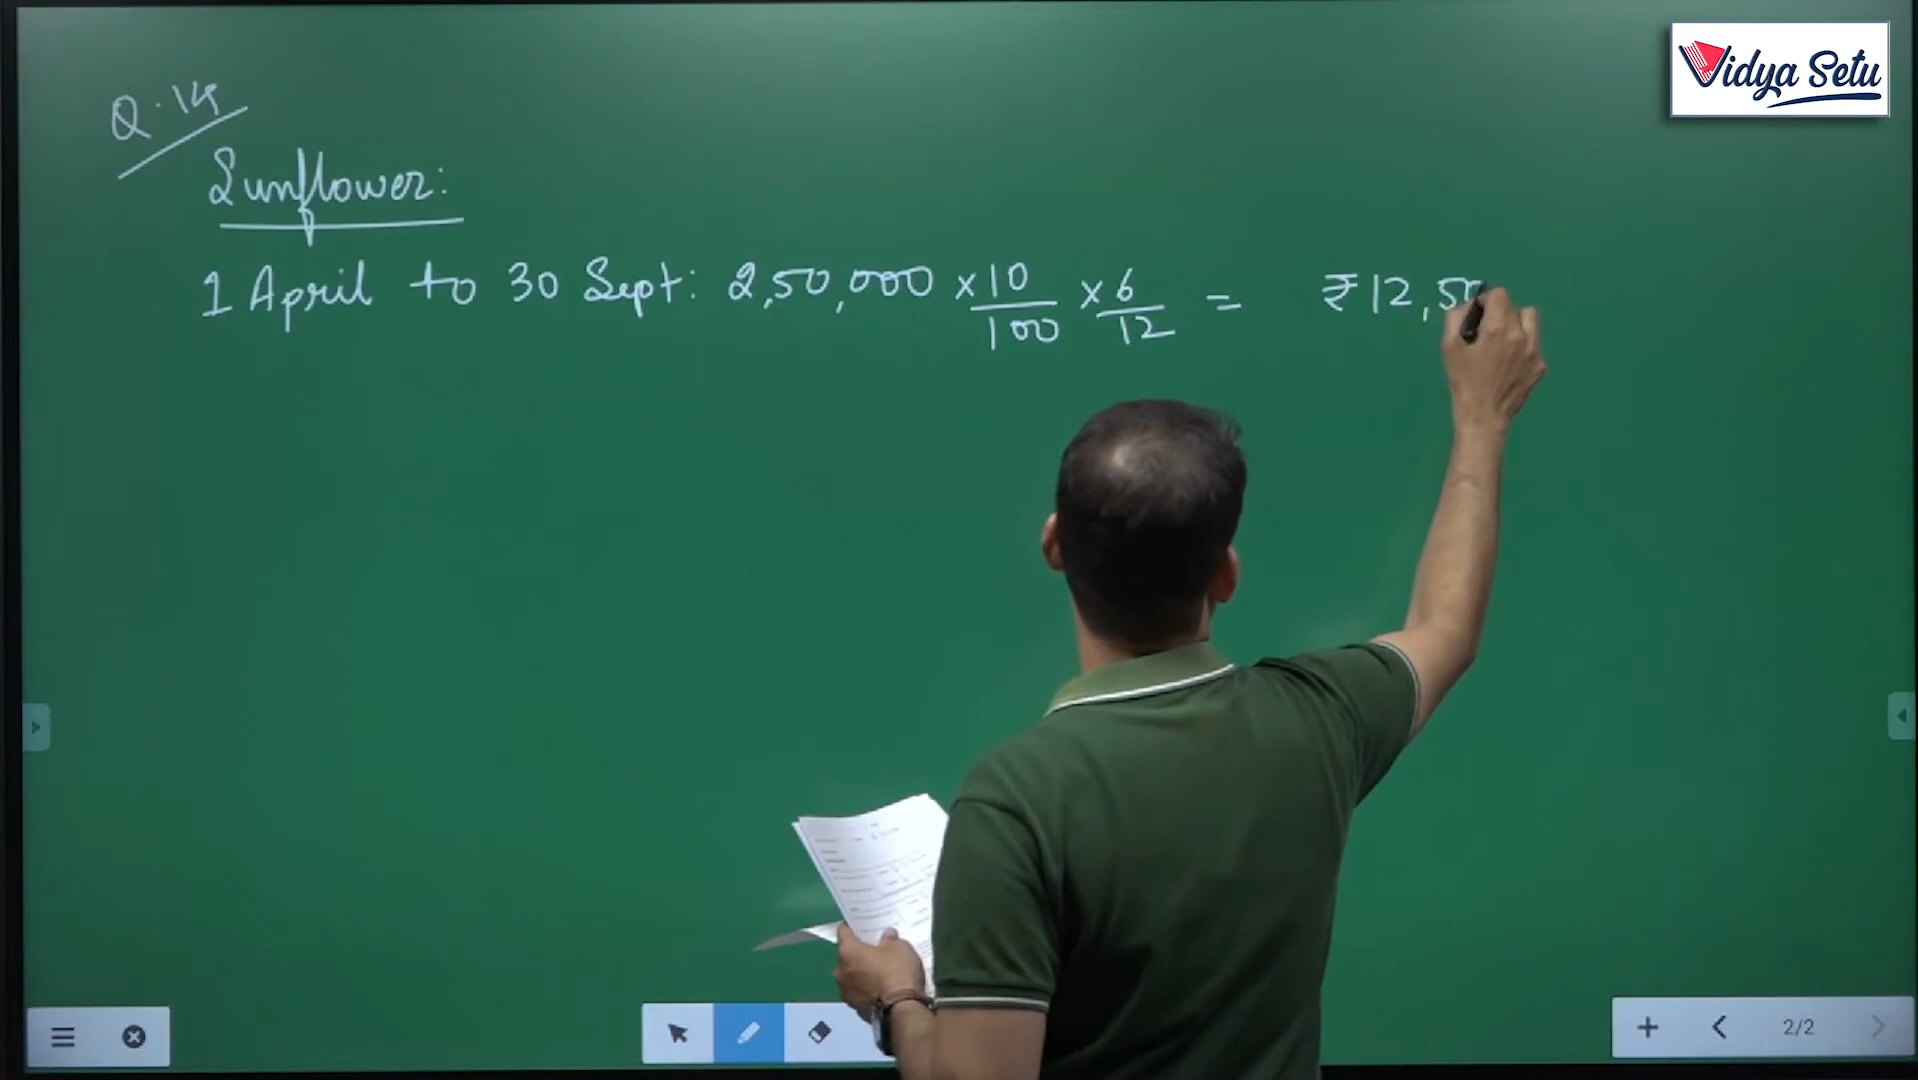 Vidya Setu
Q.14
Sunflower:
1 April to 30 Sept: 2,50,000 × 10/100 × 6/12 = ₹12,50
2/2